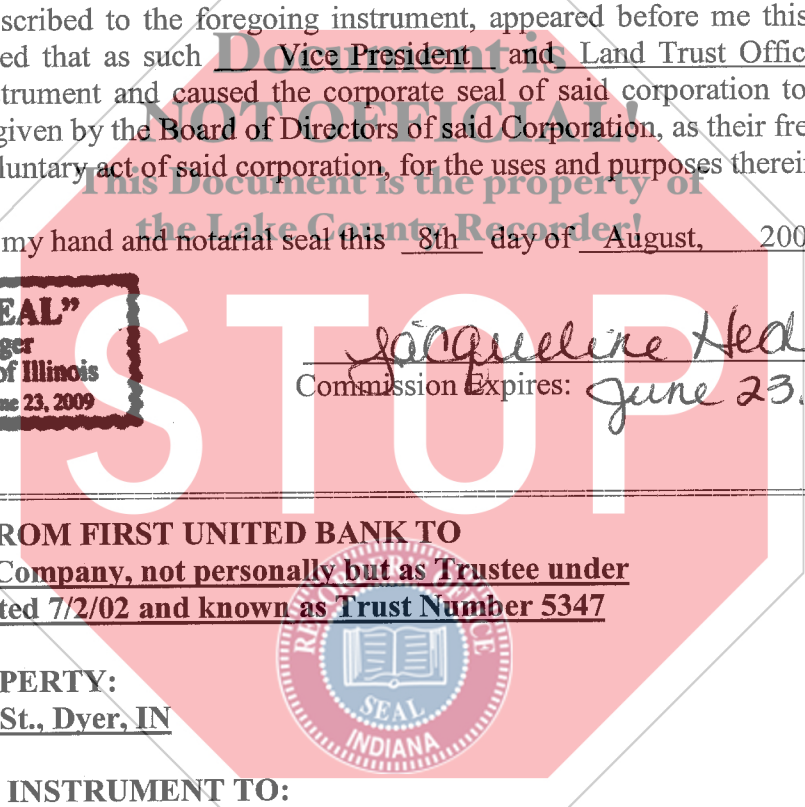 scribed to the foregoing instrument, appeared before me this
ed that as such Vice President and Land Trust Offic
Document is
trument and caused the corporate seal of said corporation to
NOT OFFICIAL!
given by the Board of Directors of said Corporation, as their fre
luntary act of said corporation, for the uses and purposes therei
This Document is the property of
the Lake County Recorder!
my hand and notarial seal this 8th day of August, 200
EAL”
ger
of Illinois
ne 23, 2009
STOP
Jacqueline Hed
Commission Expires: June 23,
ROM FIRST UNITED BANK TO
Company, not personally but as Trustee under
ted 7/2/02 and known as Trust Number 5347
RECORDER'S OFFICE
SEAL
INDIANA
PERTY:
St., Dyer, IN
INSTRUMENT TO: